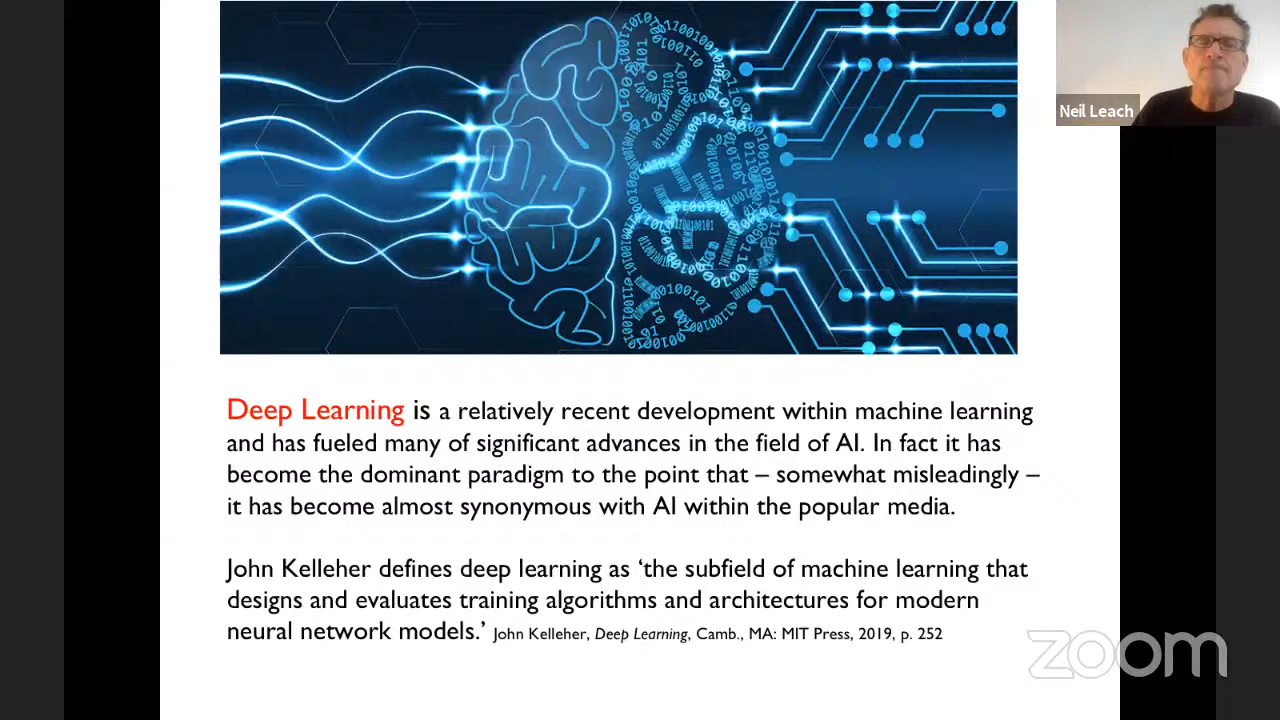 Neil Leach
Deep Learning is a relatively recent development within machine learning
and has fueled many of significant advances in the field of AI. In fact it has
become the dominant paradigm to the point that – somewhat misleadingly –
it has become almost synonymous with AI within the popular media.
John Kelleher defines deep learning as ‘the subfield of machine learning that
designs and evaluates training algorithms and architectures for modern
neural network models.’ John Kelleher, Deep Learning, Camb., MA: MIT Press, 2019, p. 252
zoom